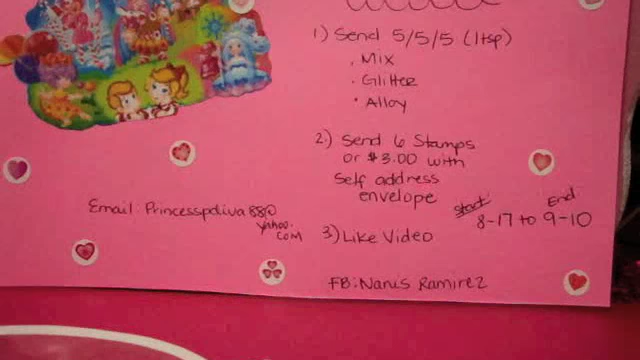 1) Send 5/5/5 (1tsp)
. Mix
. Glitter
• Alloy
2) Send 6 Stamps
or $3.00 with
Self address
envelope
Start End
8-17 to 9-10
3) Like Video
Email: Princesspdiva88@
yahoo.
com
FB: Nanis Ramirez